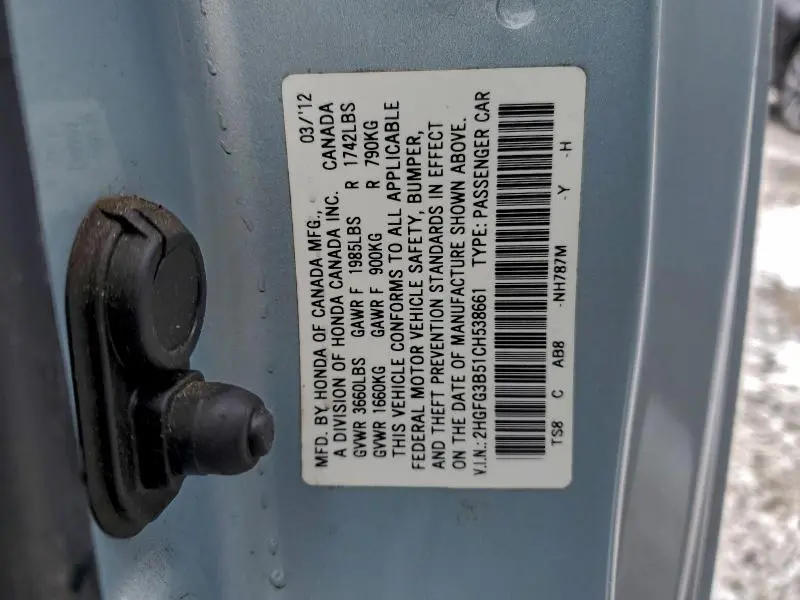 03/'12
MFD. BY HONDA OF CANADA MFG.,
A DIVISION OF HONDA CANADA INC. CANADA
GVWR 3660LBS GAWR F 1985LBS R 1742LBS
GVWR 1660KG GAWR F 900KG R 790KG
THIS VEHICLE CONFORMS TO ALL APPLICABLE
FEDERAL MOTOR VEHICLE SAFETY, BUMPER,
AND THEFT PREVENTION STANDARDS IN EFFECT
ON THE DATE OF MANUFACTURE SHOWN ABOVE.
V.I.N.: 2HGFG3B51CH538661 TYPE: PASSENGER CAR
TS8 C AB8 -NH787M -Y -H